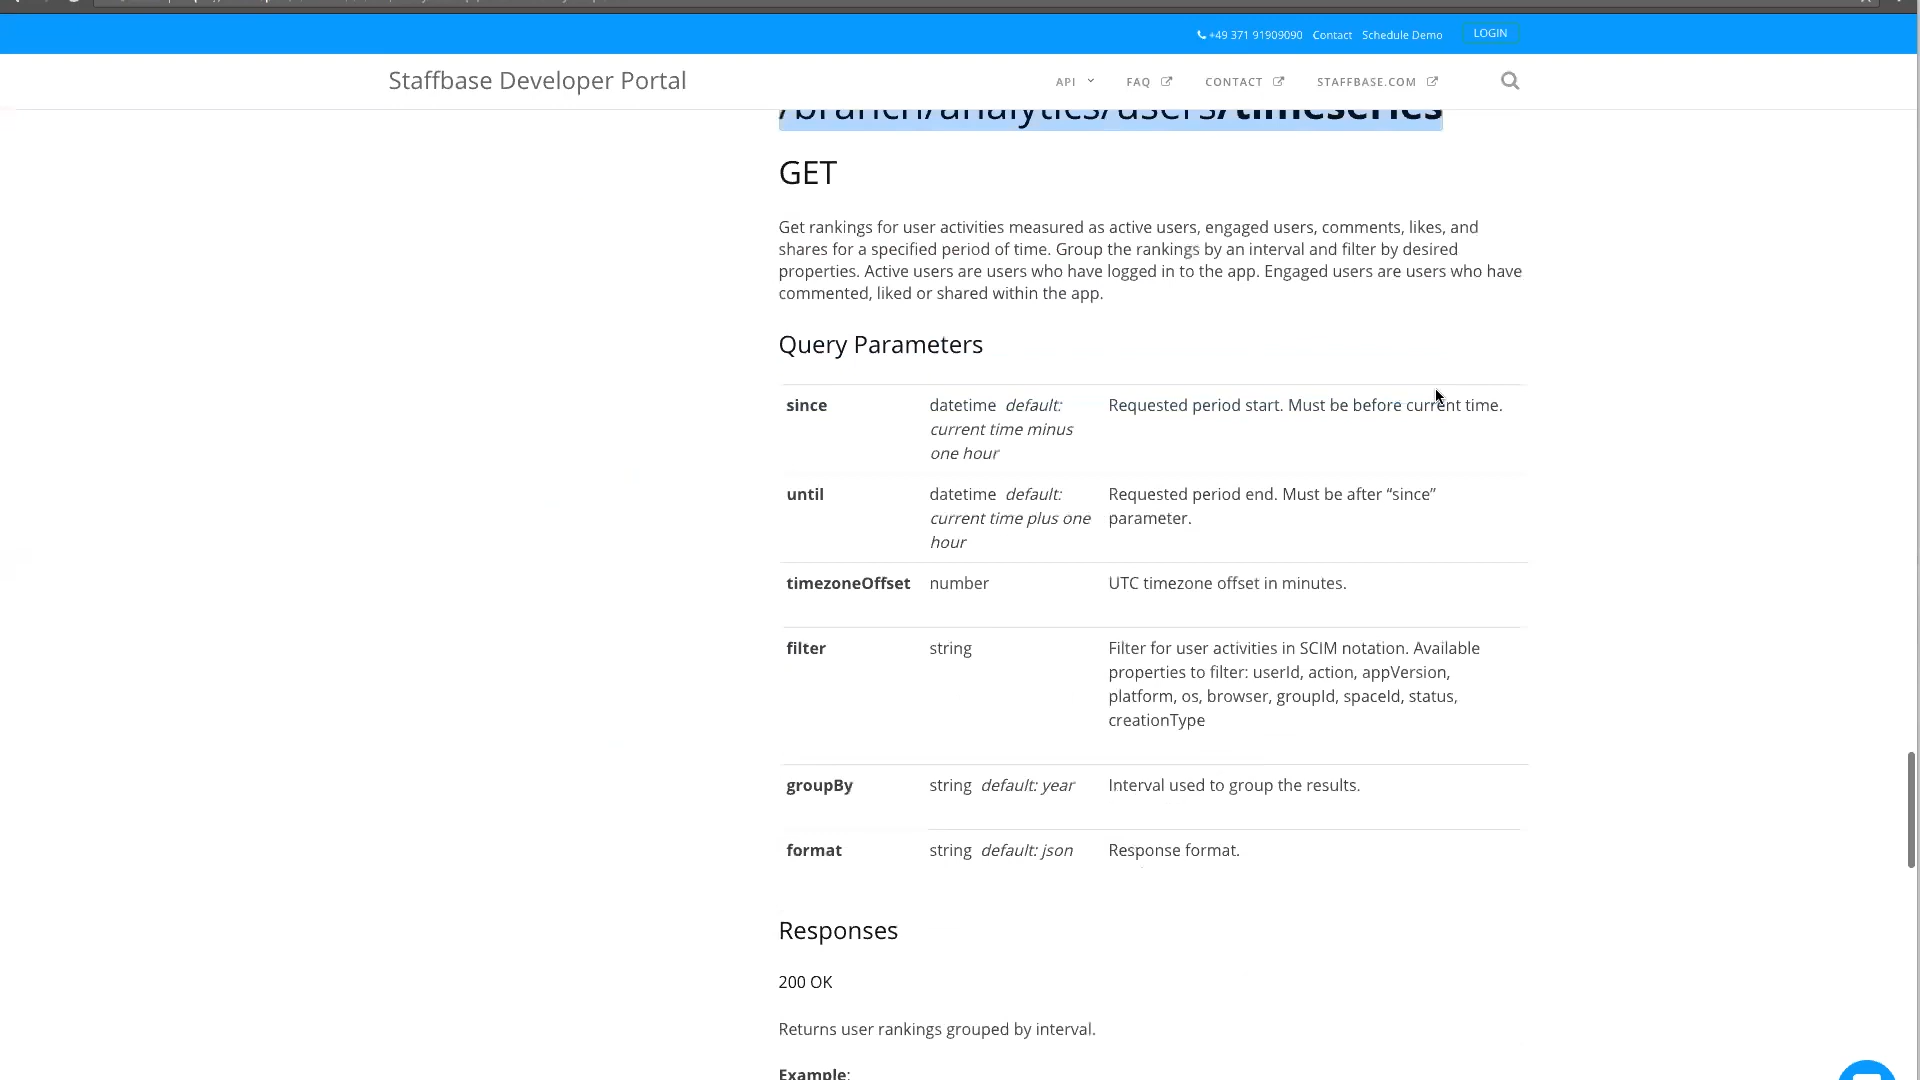 +49 371 91909090 Contact Schedule Demo LOGIN
Staffbase Developer Portal
API FAQ CONTACT STAFFBASE.COM
/branch/analytics/users/timeseries
GET
Get rankings for user activities measured as active users, engaged users, comments, likes, and
shares for a specified period of time. Group the rankings by an interval and filter by desired
properties. Active users are users who have logged in to the app. Engaged users are users who have
commented, liked or shared within the app.
Query Parameters
since datetime default: Requested period start. Must be before current time.
current time minus
one hour
until datetime default: Requested period end. Must be after “since”
current time plus one parameter.
hour
timezoneOffset number UTC timezone offset in minutes.
filter string Filter for user activities in SCIM notation. Available
properties to filter: userId, action, appVersion,
platform, os, browser, groupId, spaceId, status,
creationType
groupBy string default: year Interval used to group the results.
format string default: json Response format.
Responses
200 OK
Returns user rankings grouped by interval.
Example: